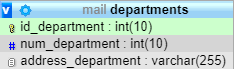 v mail departments
id_department : int(10)
# num_department : int(10)
address_department : varchar(255)